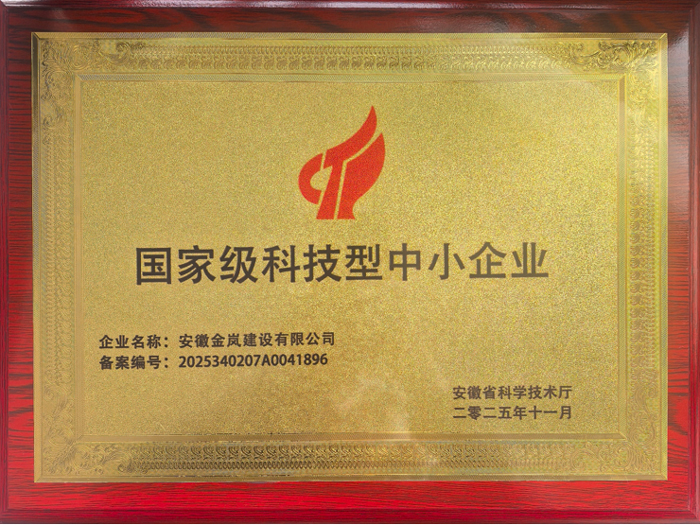 国家级科技型中小企业
企业名称：安徽金岚建设有限公司
备案编号：2025340207A0041896
安徽省科学技术厅
二零二五年十一月